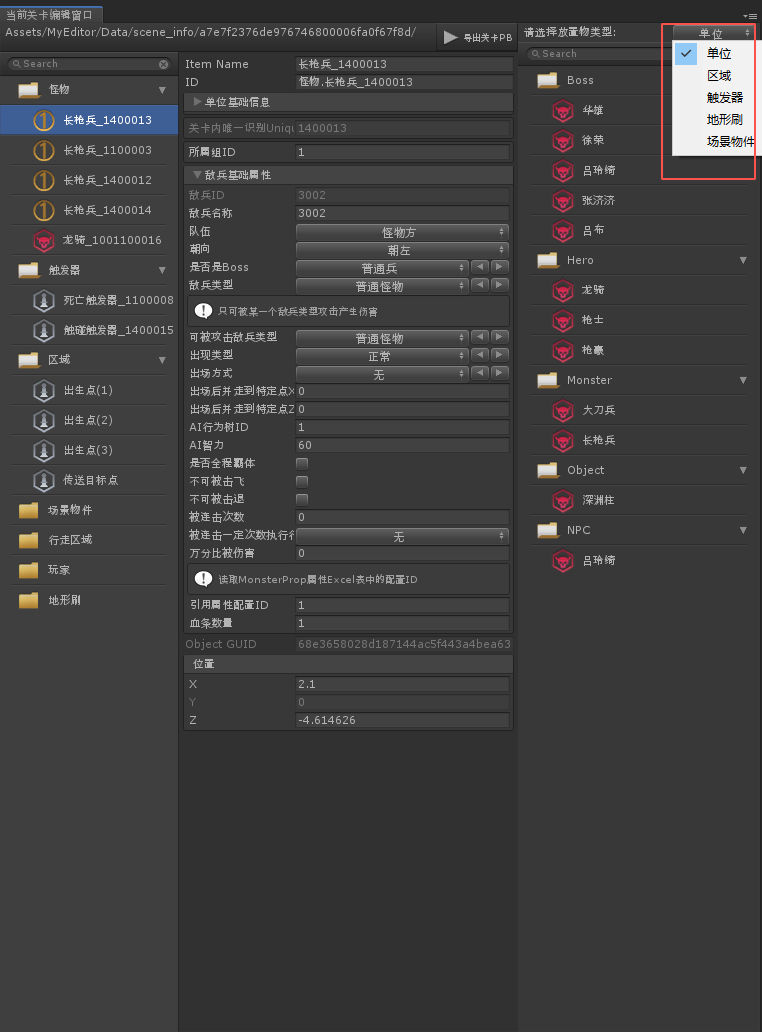 当前关卡编辑窗口
Assets/MyEditor/Data/scene_info/a7e7f2376de976746800006fa0f67f8d/
导出关卡PB
Search
怪物
长枪兵_1400013
长枪兵_1100003
长枪兵_1400012
长枪兵_1400014
龙骑_1001100016
触发器
死亡触发器_1100008
触碰触发器_1400015
区域
出生点(1)
出生点(2)
出生点(3)
传送目标点
场景物件
行走区域
玩家
地形刷
Item Name 长枪兵_1400013
ID 怪物.长枪兵_1400013
单位基础信息
关卡内唯一识别Uniqu 1400013
所属组ID 1
敌兵基础属性
敌兵ID 3002
敌兵名称 3002
队伍 怪物方
朝向 朝左
是否是Boss 普通兵
敌兵类型 普通怪物
只可被某一个敌兵类型攻击产生伤害
可被攻击敌兵类型 普通怪物
出现类型 正常
出场方式 无
出场后并走到特定点X 0
出场后并走到特定点Z 0
AI行为树ID 1
AI智力 60
是否全程霸体
不可被击飞
不可被击退
被连击次数 0
被连击一定次数执行行 无
万分比被伤害 0
读取MonsterProp属性Excel表中的配置ID
引用属性配置ID 1
血条数量 1
Object GUID 68e3658028d187144ac5f443a4bea63
位置
X 2.1
Y 0
Z -4.614626
请选择放置物类型: 单位
Search
单位
区域
触发器
地形刷
场景物件
Boss
华雄
徐荣
吕玲绮
张济济
吕布
Hero
龙骑
枪士
枪豪
Monster
大刀兵
长枪兵
Object
深渊柱
NPC
吕玲绮